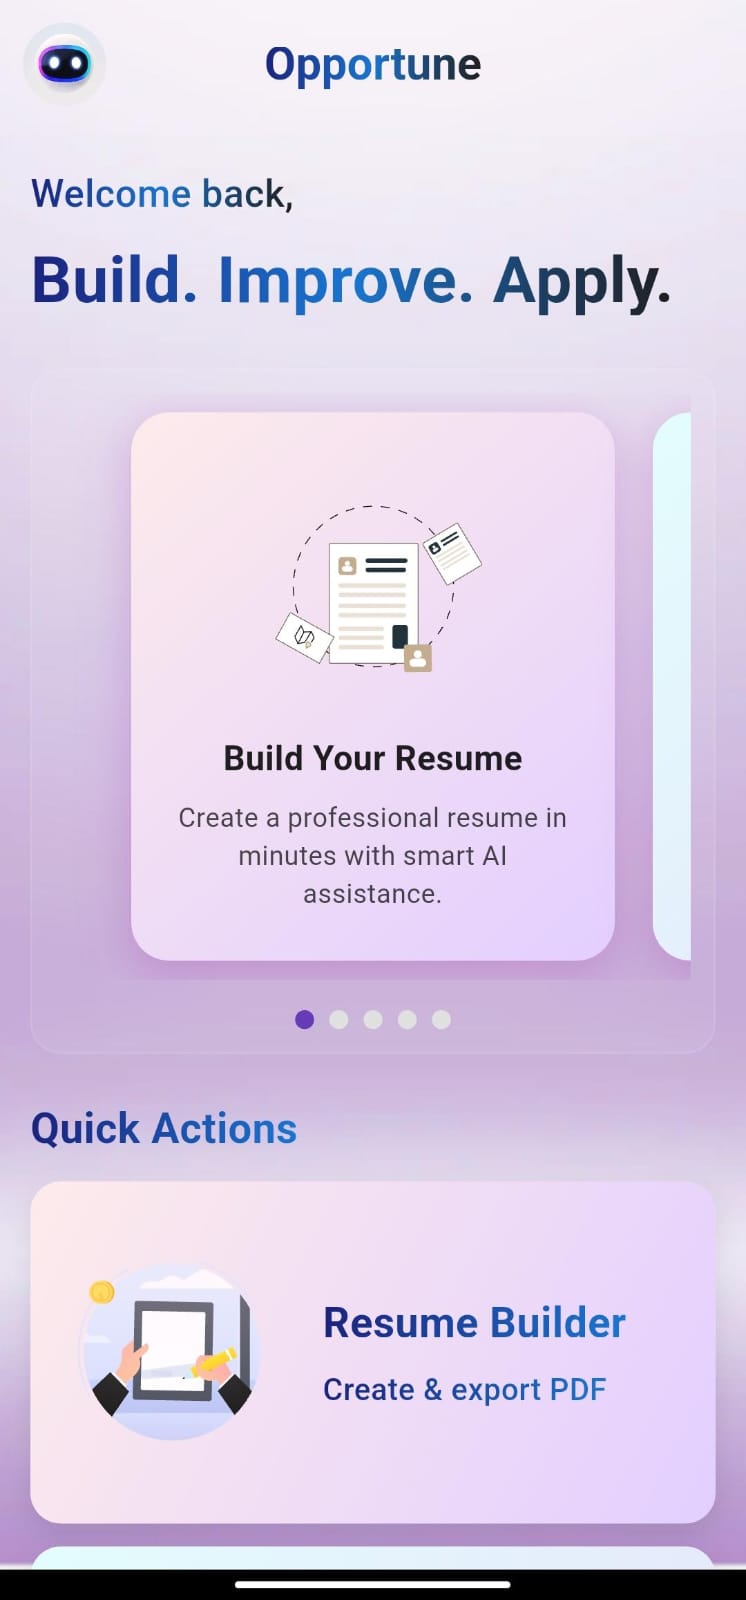 Opportune
Welcome back,
Build. Improve. Apply.
Build Your Resume
Create a professional resume in
minutes with smart AI
assistance.
Quick Actions
Resume Builder
Create & export PDF